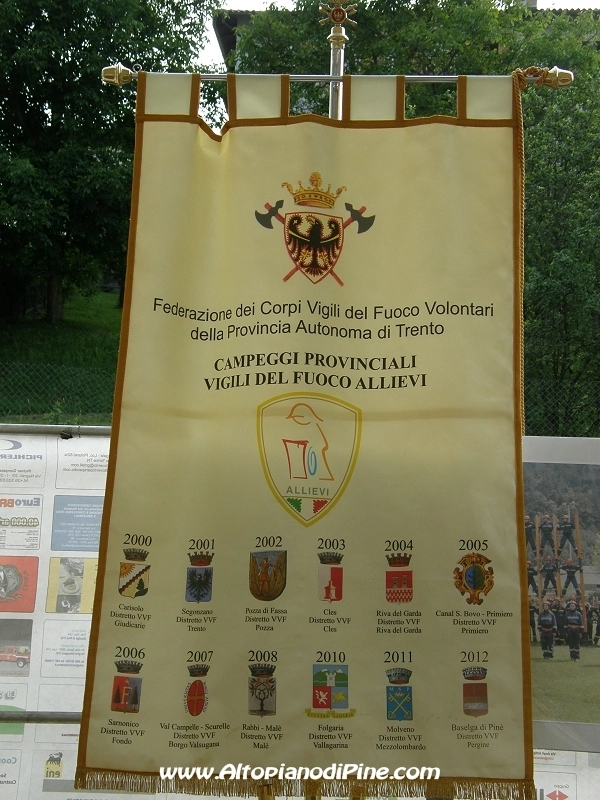 Federazione dei Corpi Vigili del Fuoco Volontari
della Provincia Autonoma di Trento
CAMPEGGI PROVINCIALI
VIGILI DEL FUOCO ALLIEVI
ALLIEVI
2000 2001 2002 2003 2004 2005
Carisolo Segonzano Pozza di Fassa Cles Riva del Garda Canal S. Bovo - Primiero
Distretto VVF Distretto VVF Distretto VVF Distretto VVF Distretto VVF Distretto VVF
Giudicarie Trento Pozza Cles Riva del Garda Primiero
2006 2007 2008 2010 2011 2012
Sarnonico Val Campelle - Scurelle Rabbi - Malè Folgaria Molveno Baselga di Pinè
Distretto VVF Distretto VVF Distretto VVF Distretto VVF Distretto VVF Distretto VVF
Fondo Borgo Valsugana Malè Vallagarina Mezzolombardo Pergine
PICHLER
Euro
40.000
eni
www.AltopianodiPine.com